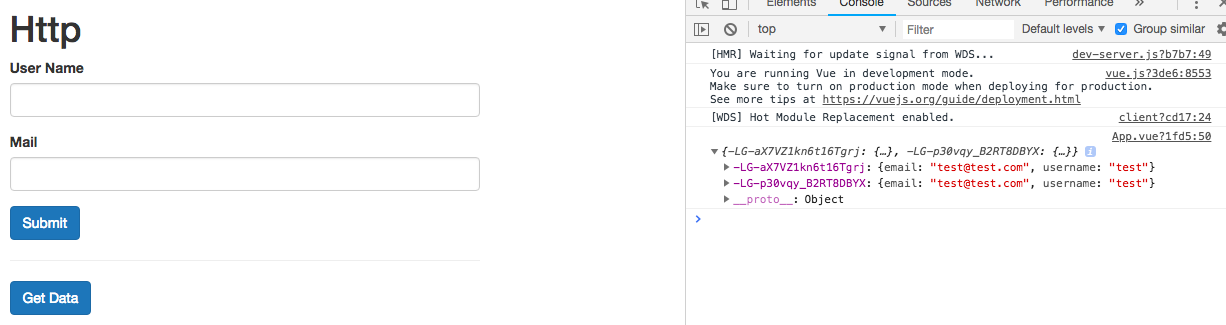 Http
User Name
Mail
Submit
Get Data
Elements Console Sources Network Performance »
top Filter Default levels Group similar
[HMR] Waiting for update signal from WDS... dev-server.js?b7b7:49
You are running Vue in development mode. vue.js?3de6:8553
Make sure to turn on production mode when deploying for production.
See more tips at https://vuejs.org/guide/deployment.html
[WDS] Hot Module Replacement enabled. client?cd17:24
App.vue?1fd5:50
{-LG-aX7VZ1kn6t16Tgrj: {…}, -LG-p30vqy_B2RT8DBYX: {…}} i
-LG-aX7VZ1kn6t16Tgrj: {email: "test@test.com", username: "test"}
-LG-p30vqy_B2RT8DBYX: {email: "test@test.com", username: "test"}
__proto__: Object